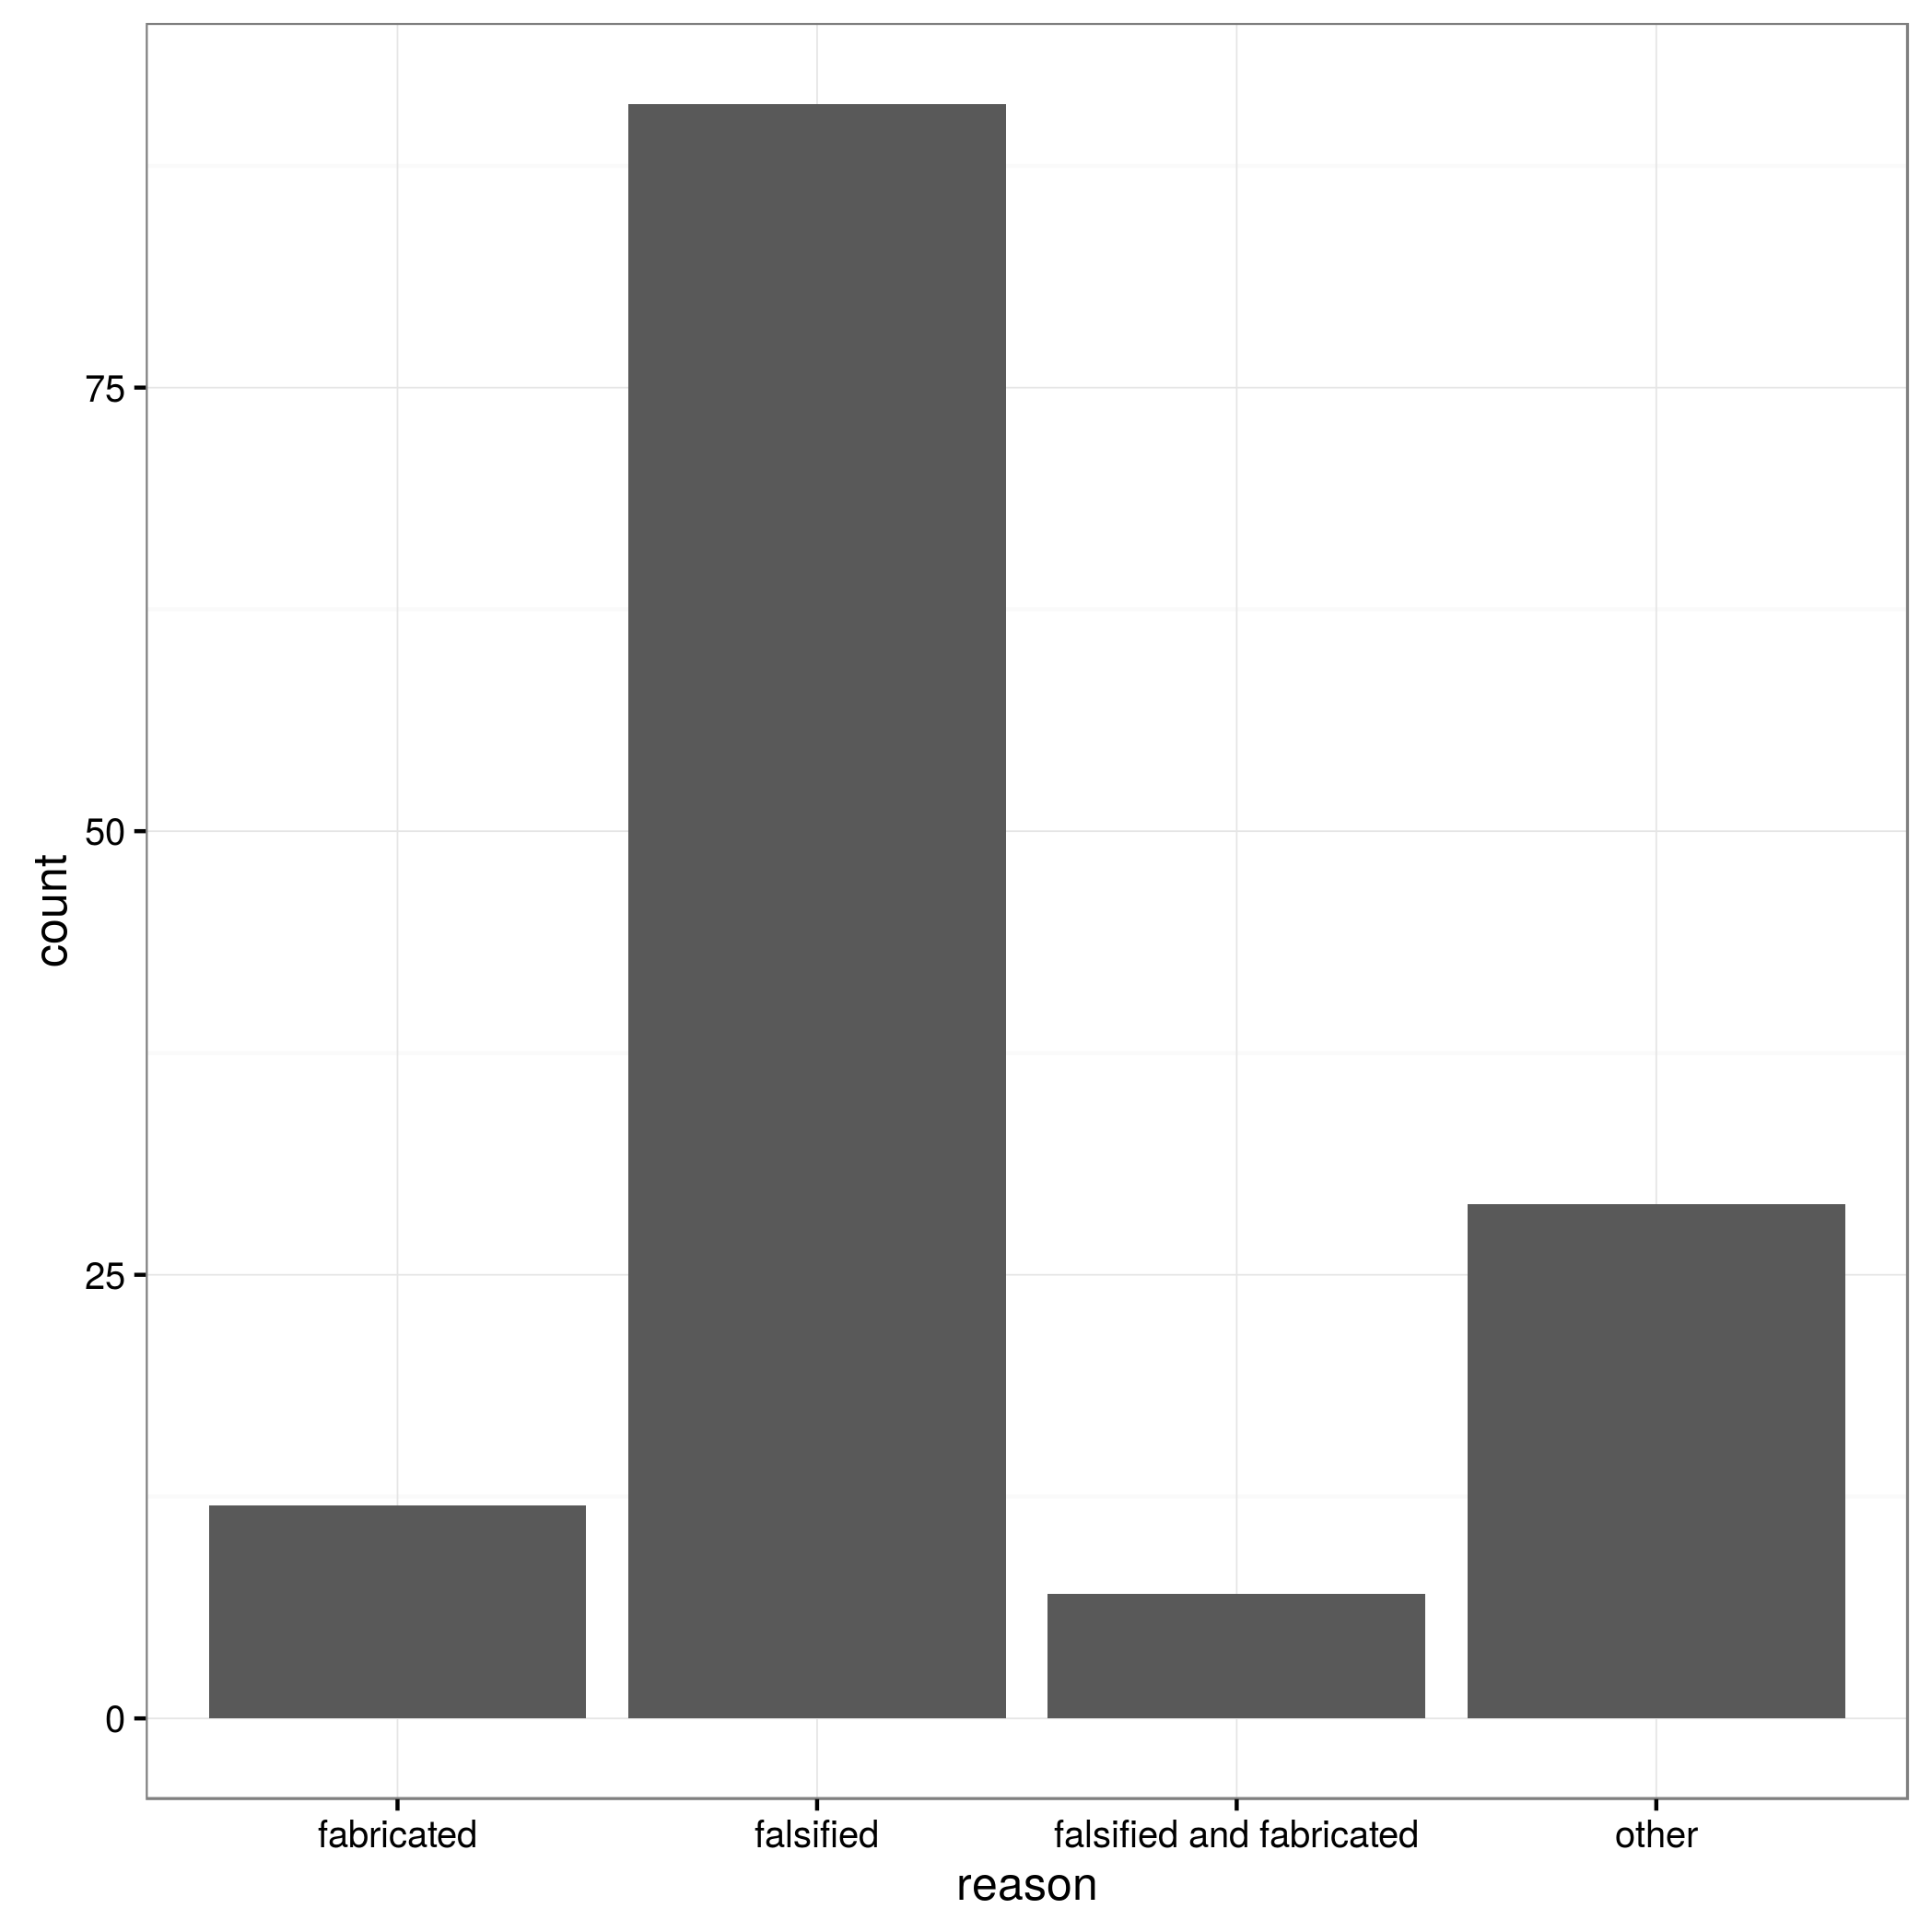 count
75
50
25
0
fabricated falsified falsified and fabricated other
reason